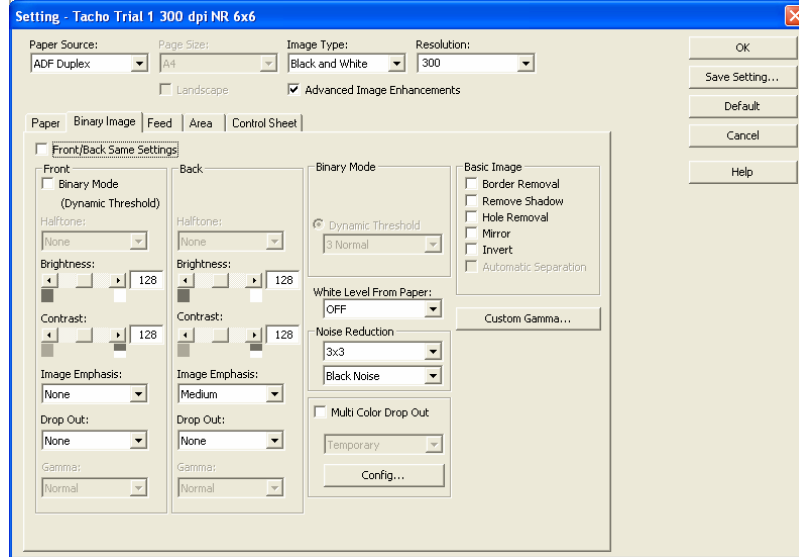 Setting - Tacho Trial 1 300 dpi NR 6x6
Paper Source: Page Size: Image Type: Resolution:
ADF Duplex A4 Black and White 300
Landscape Advanced Image Enhancements
OK
Save Setting...
Default
Cancel
Help
Paper Binary Image Feed Area Control Sheet
Front/Back Same Settings
Front
Binary Mode
(Dynamic Threshold)
Halftone:
None
Brightness:
128
Contrast:
128
Image Emphasis:
None
Drop Out:
None
Gamma:
Normal
Back
Halftone:
None
Brightness:
128
Contrast:
128
Image Emphasis:
Medium
Drop Out:
None
Gamma:
Normal
Binary Mode
Dynamic Threshold
3 Normal
White Level From Paper:
OFF
Noise Reduction
3x3
Black Noise
Multi Color Drop Out
Temporary
Config...
Basic Image
Border Removal
Remove Shadow
Hole Removal
Mirror
Invert
Automatic Separation
Custom Gamma...